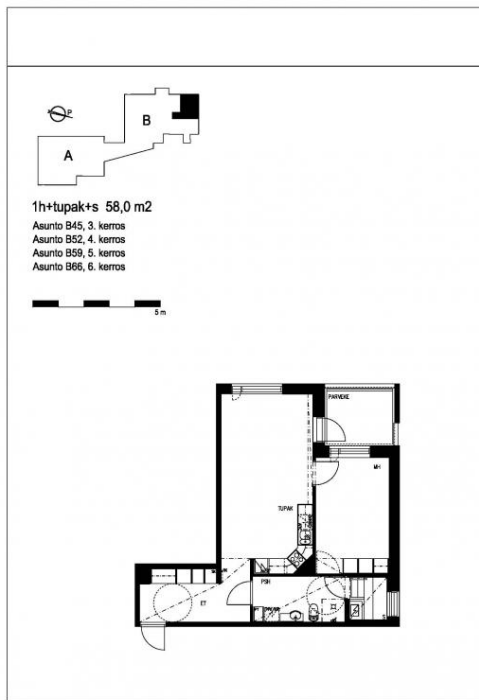 P
B
A
1h+tupak+s 58,0 m2
Asunto B45, 3. kerros
Asunto B52, 4. kerros
Asunto B59, 5. kerros
Asunto B66, 6. kerros
5 m
PARVEKE
MH
TUPAK
PSH
ET